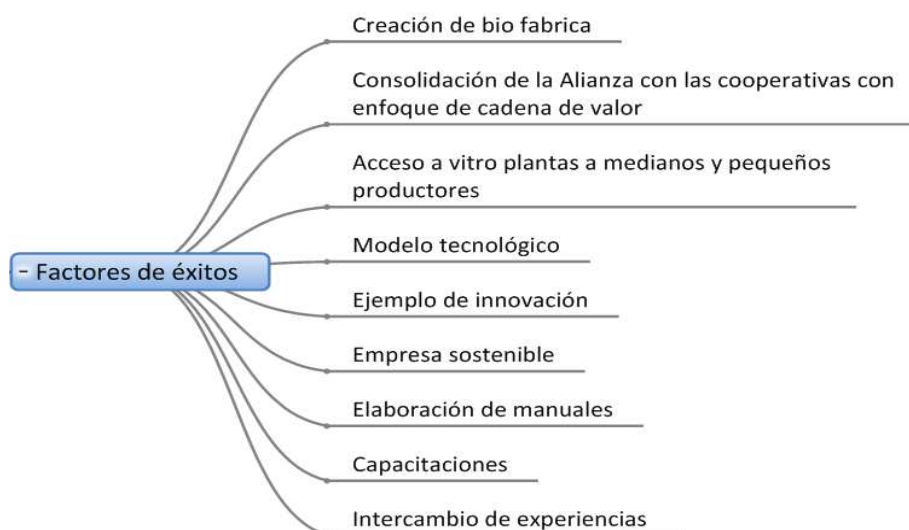 Creación de bio fabrica
Consolidación de la Alianza con las cooperativas con
enfoque de cadena de valor
Acceso a vitro plantas a medianos y pequeños
productores
Modelo tecnológico
Factores de éxitos
Ejemplo de innovación
Empresa sostenible
Elaboración de manuales
Capacitaciones
Intercambio de experiencias